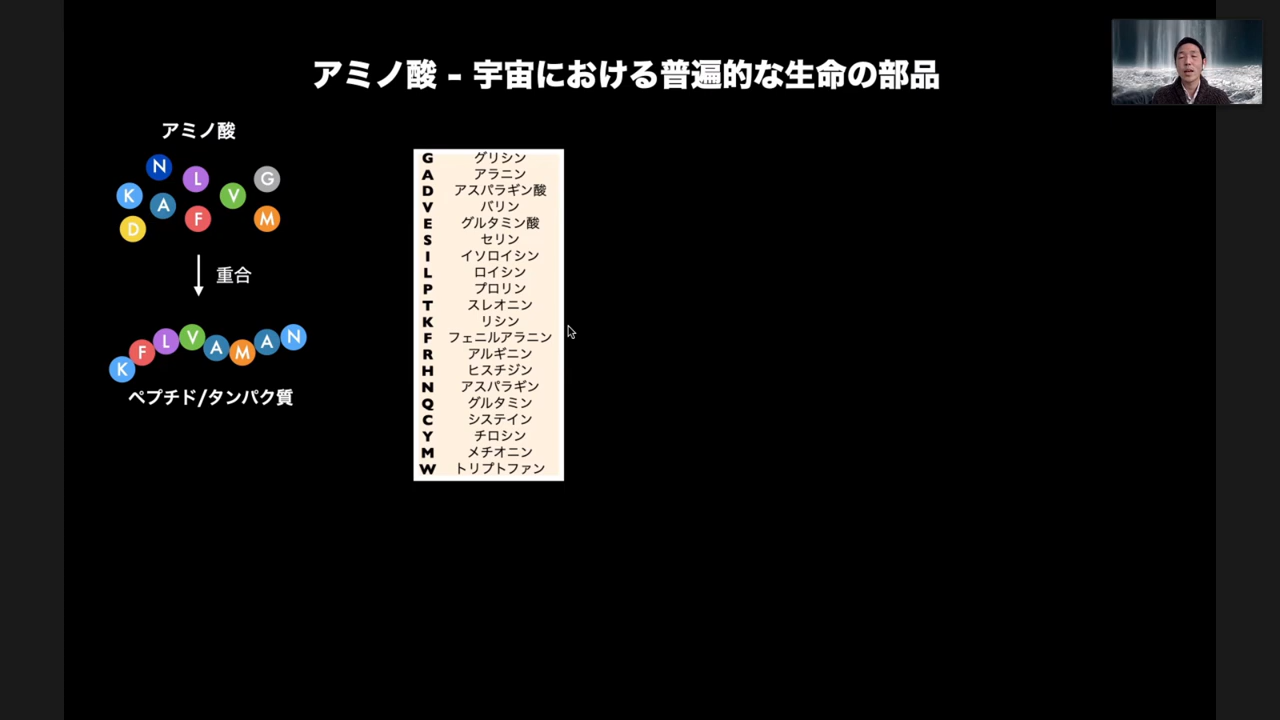 アミノ酸 – 宇宙における普遍的な生命の部品
アミノ酸
N
L
G
K
A
V
D
F
M
重合
K F L V A M A N
ペプチド/タンパク質
G グリシン
A アラニン
D アスパラギン酸
V バリン
E グルタミン酸
S セリン
I イソロイシン
L ロイシン
P プロリン
T スレオニン
K リシン
F フェニルアラニン
R アルギニン
H ヒスチジン
N アスパラギン
Q グルタミン
C システイン
Y チロシン
M メチオニン
W トリプトファン